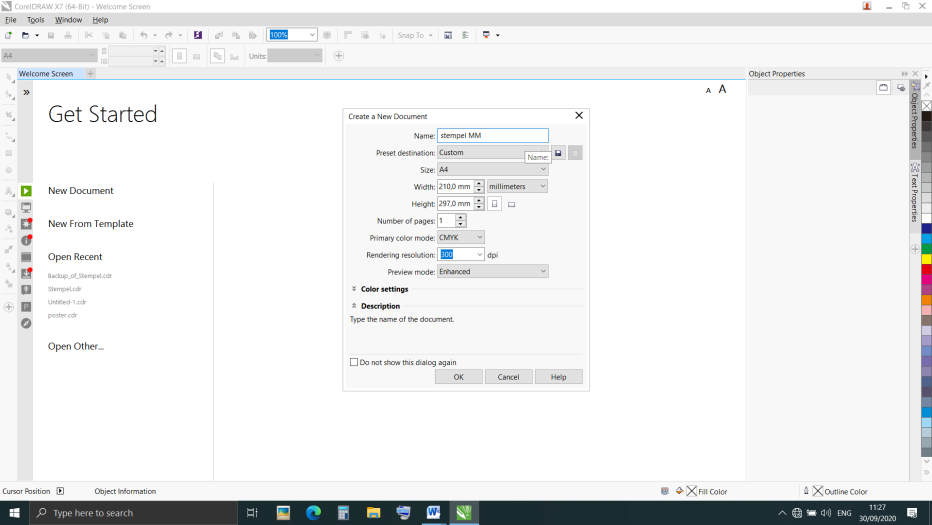 CorelDRAW X7 (64-Bit) - Welcome Screen
File Tools Window Help
100% Snap To
A4 Units:
Welcome Screen
Object Properties
A A
Get Started
New Document
New From Template
Open Recent
Backup_of_Stempel.cdr
Stempel.cdr
Untitled-1.cdr
poster.cdr
Open Other...
Create a New Document
Name: stempel MM
Preset destination: Custom
Name:
Size: A4
Width: 210,0 mm millimeters
Height: 297,0 mm
Number of pages: 1
Primary color mode: CMYK
Rendering resolution: 300 dpi
Preview mode: Enhanced
Color settings
Description
Type the name of the document.
Do not show this dialog again
OK Cancel Help
Object Properties
Text Properties
Cursor Position Object Information Fill Color Outline Color
Type here to search
ENG 11:27
30/09/2020